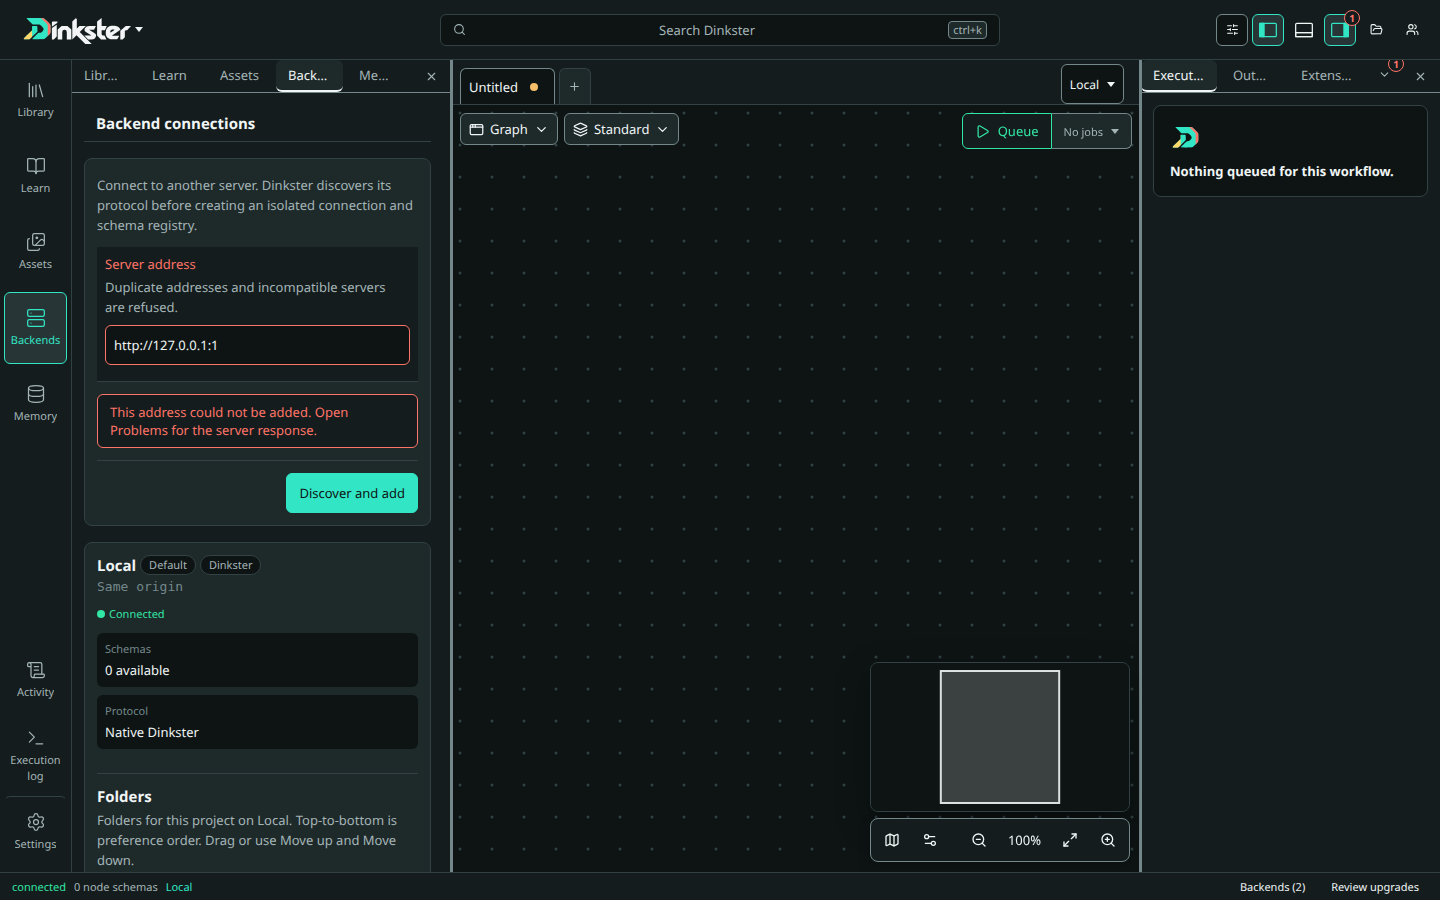 Dinkster
Search Dinkster
ctrl+k
1
Library
Learn
Assets
Backends
Memory
Activity
Execution
log
Settings
Libr...
Learn
Assets
Back...
Me...
Backend connections
Connect to another server. Dinkster discovers its
protocol before creating an isolated connection and
schema registry.
Server address
Duplicate addresses and incompatible servers
are refused.
http://127.0.0.1:1
This address could not be added. Open
Problems for the server response.
Discover and add
Local Default Dinkster
Same origin
Connected
Schemas
0 available
Protocol
Native Dinkster
Folders
Folders for this project on Local. Top-to-bottom is
preference order. Drag or use Move up and Move
down.
Untitled
Local
Graph
Standard
Queue
No jobs
100%
Execut...
Out...
Extens...
1
Nothing queued for this workflow.
connected 0 node schemas Local
Backends (2)
Review upgrades